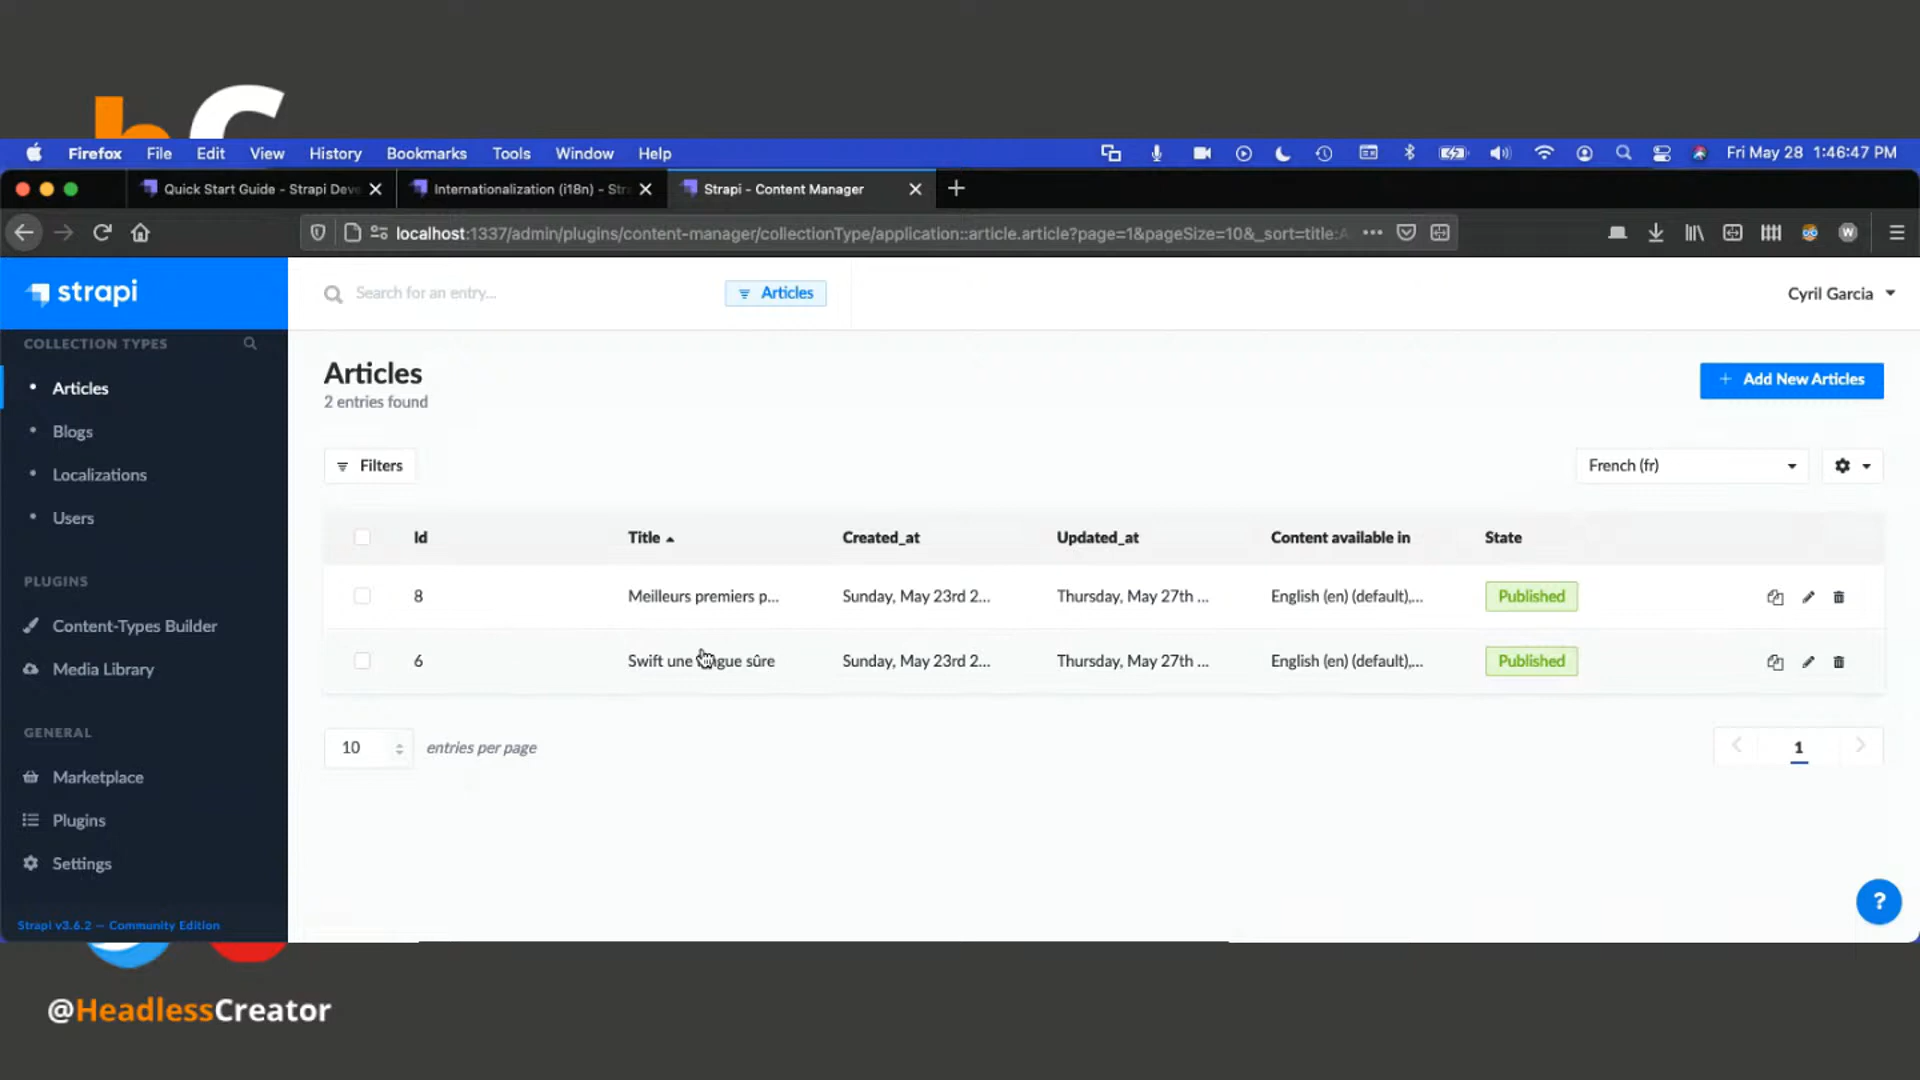 Firefox File Edit View History Bookmarks Tools Window Help Fri May 28 1:46:47 PM
Quick Start Guide - Strapi Deve Internationalization (i18n) - Str Strapi - Content Manager
localhost:1337/admin/plugins/content-manager/collectionType/application::article.article?page=1&pageSize=10&_sort=title:A
strapi
Search for an entry...
Articles
Cyril Garcia
COLLECTION TYPES
Articles
Blogs
Localizations
Users
PLUGINS
Content-Types Builder
Media Library
GENERAL
Marketplace
Plugins
Settings
Strapi v3.6.2 — Community Edition
Articles
2 entries found
Add New Articles
Filters
French (fr)
Id Title Created_at Updated_at Content available in State
8 Meilleurs premiers p... Sunday, May 23rd 2... Thursday, May 27th ... English (en) (default),... Published
6 Swift une sûre Sunday, May 23rd 2... Thursday, May 27th ... English (en) (default),... Published
10 entries per page
1
?
@HeadlessCreator